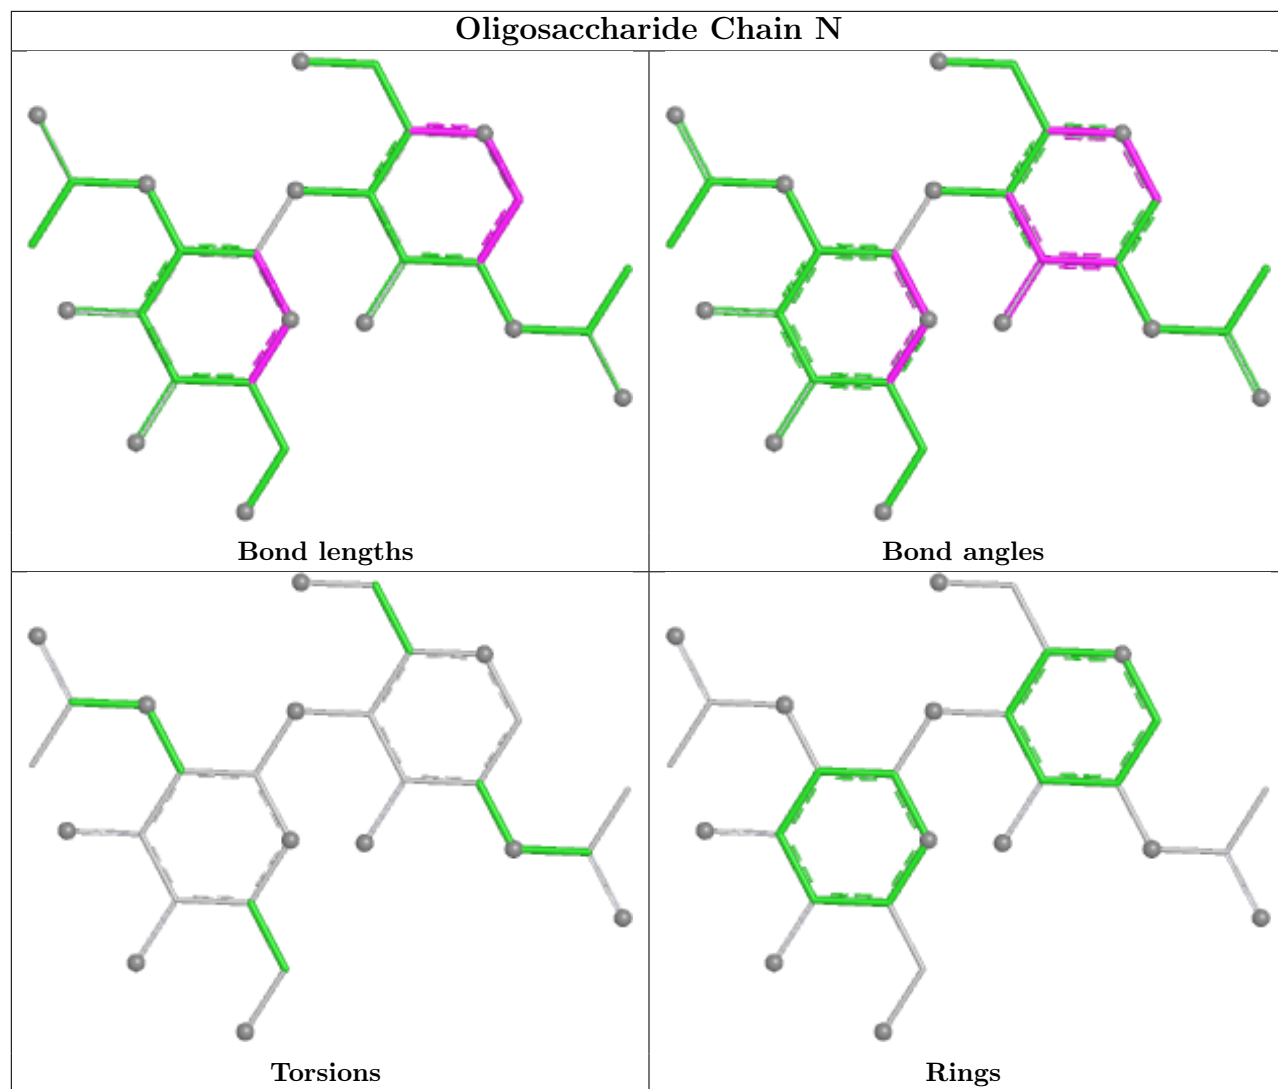 Oligosaccharide Chain N
Bond lengths
Bond angles
Torsions
Rings